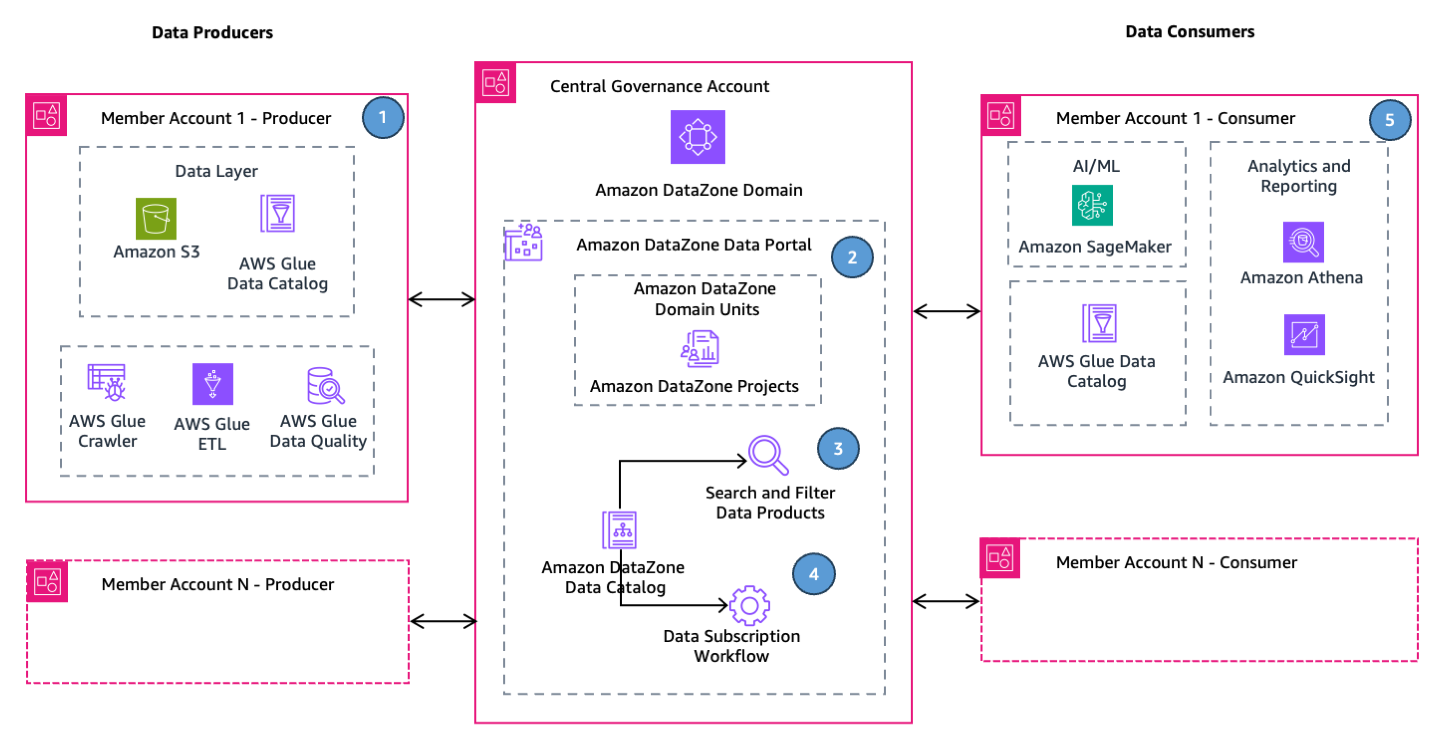 Data Producers
Data Consumers
Member Account 1 - Producer
1
Data Layer
Amazon S3
AWS Glue
Data Catalog
AWS Glue
Crawler
AWS Glue
ETL
AWS Glue
Data Quality
Member Account N - Producer
Central Governance Account
Amazon DataZone Domain
Amazon DataZone Data Portal
2
Amazon DataZone
Domain Units
Amazon DataZone Projects
3
Search and Filter
Data Products
Amazon DataZone
Data Catalog
4
Data Subscription
Workflow
Member Account 1 - Consumer
5
AI/ML
Amazon SageMaker
AWS Glue Data
Catalog
Analytics and
Reporting
Amazon Athena
Amazon QuickSight
Member Account N - Consumer